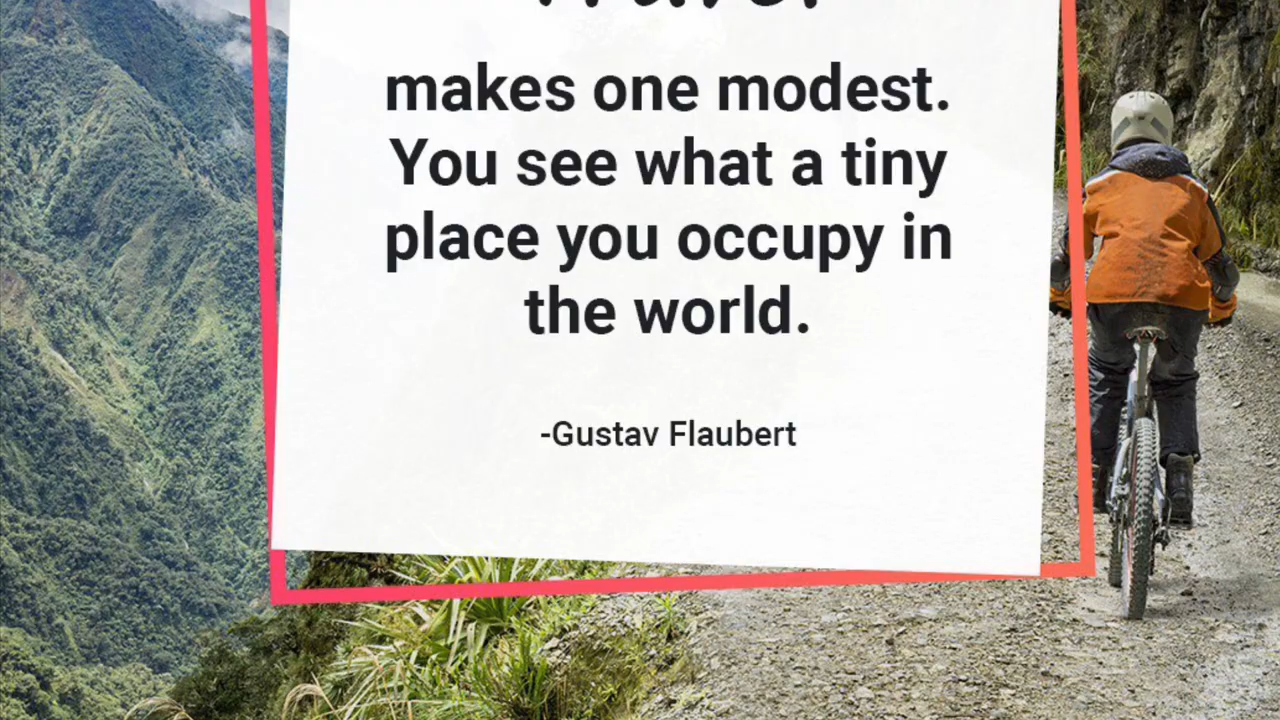 makes one modest.
You see what a tiny
place you occupy in
the world.
-Gustav Flaubert